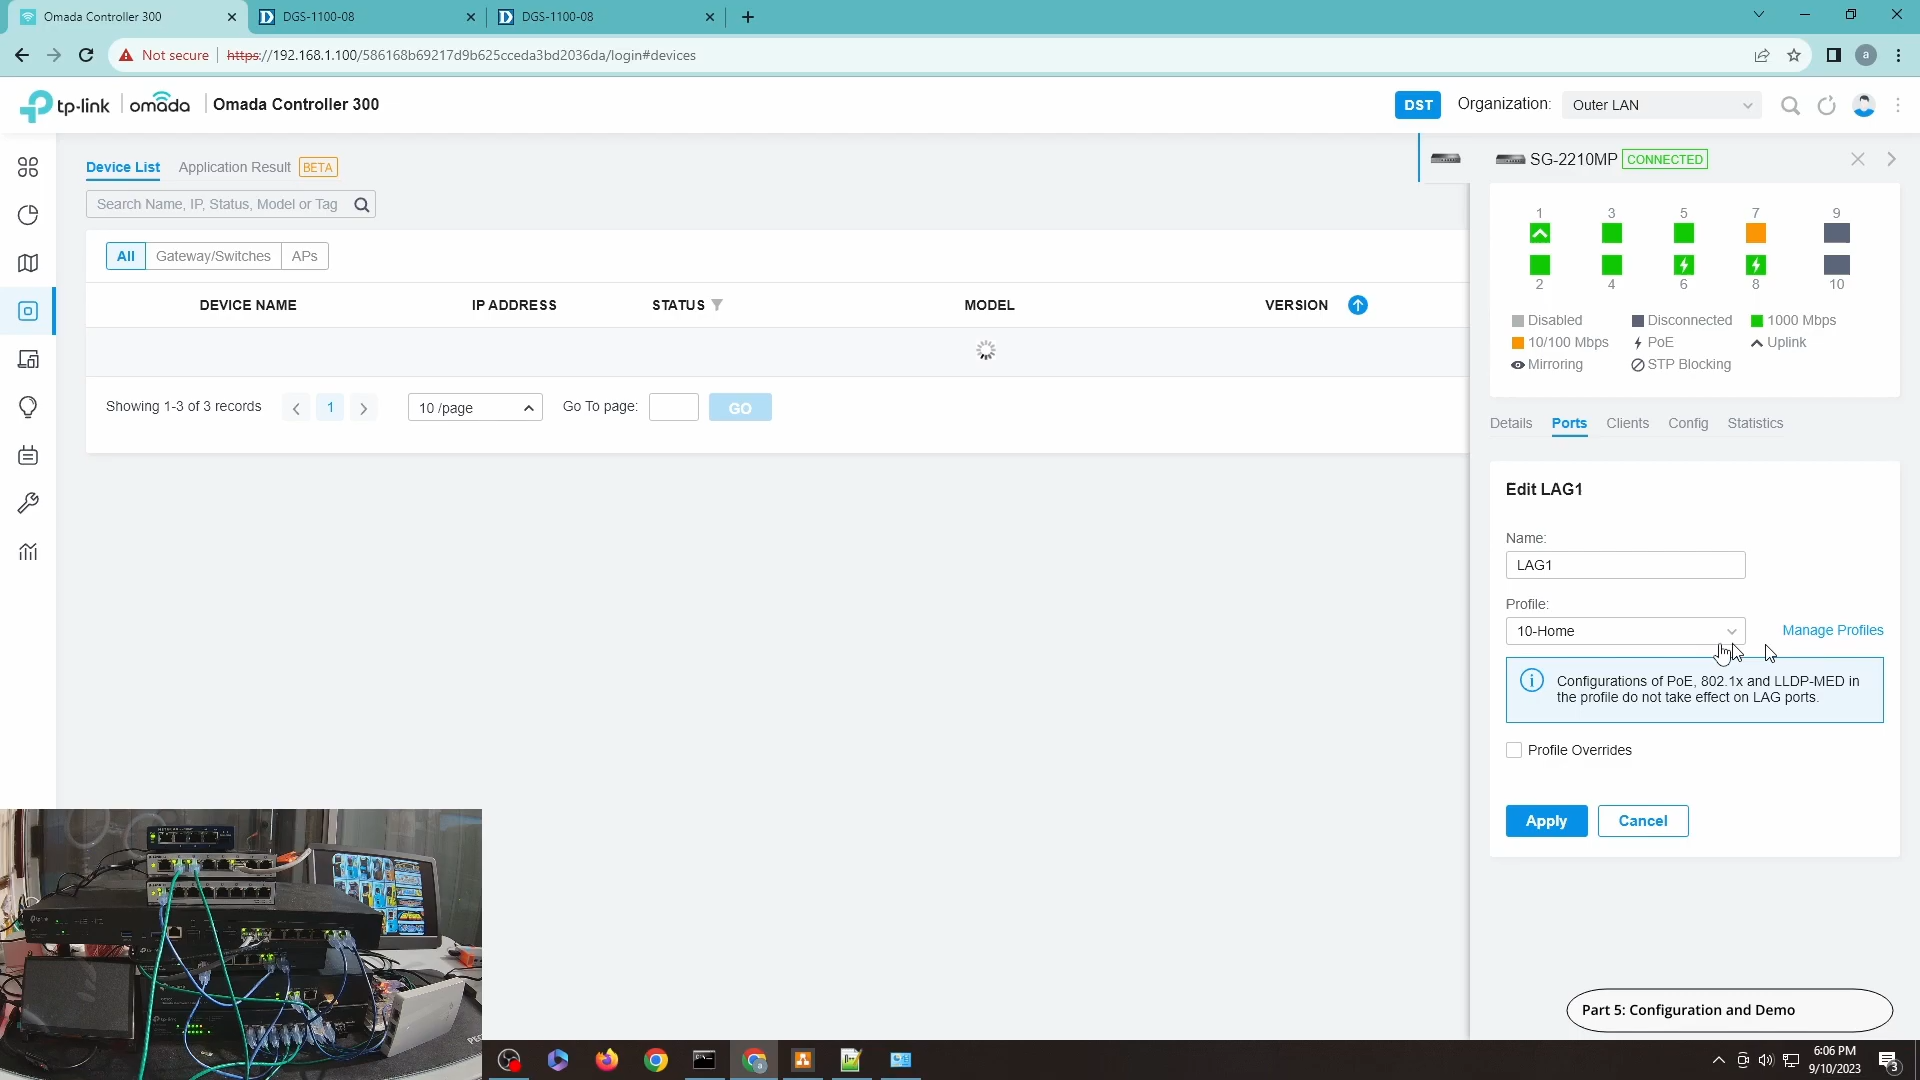 Omada Controller 300
DGS-1100-08
DGS-1100-08
Not secure
https://192.168.1.100/586168b69217d9b625cceda3bd2036da/login#devices
a
tp-link
omada
Omada Controller 300
DST
Organization:
Outer LAN
Device List
Application Result
BETA
Search Name, IP, Status, Model or Tag
All
Gateway/Switches
APs
DEVICE NAME
IP ADDRESS
STATUS
MODEL
VERSION
Showing 1-3 of 3 records
1
10 /page
Go To page:
GO
SG-2210MP
CONNECTED
1
3
5
7
9
2
4
6
8
10
Disabled
Disconnected
1000 Mbps
10/100 Mbps
PoE
Uplink
Mirroring
STP Blocking
Details
Ports
Clients
Config
Statistics
Edit LAG1
Name:
LAG1
Profile:
10-Home
Manage Profiles
Configurations of PoE, 802.1x and LLDP-MED in
the profile do not take effect on LAG ports.
Profile Overrides
Apply
Cancel
Part 5: Configuration and Demo
6:06 PM
9/10/2023
3